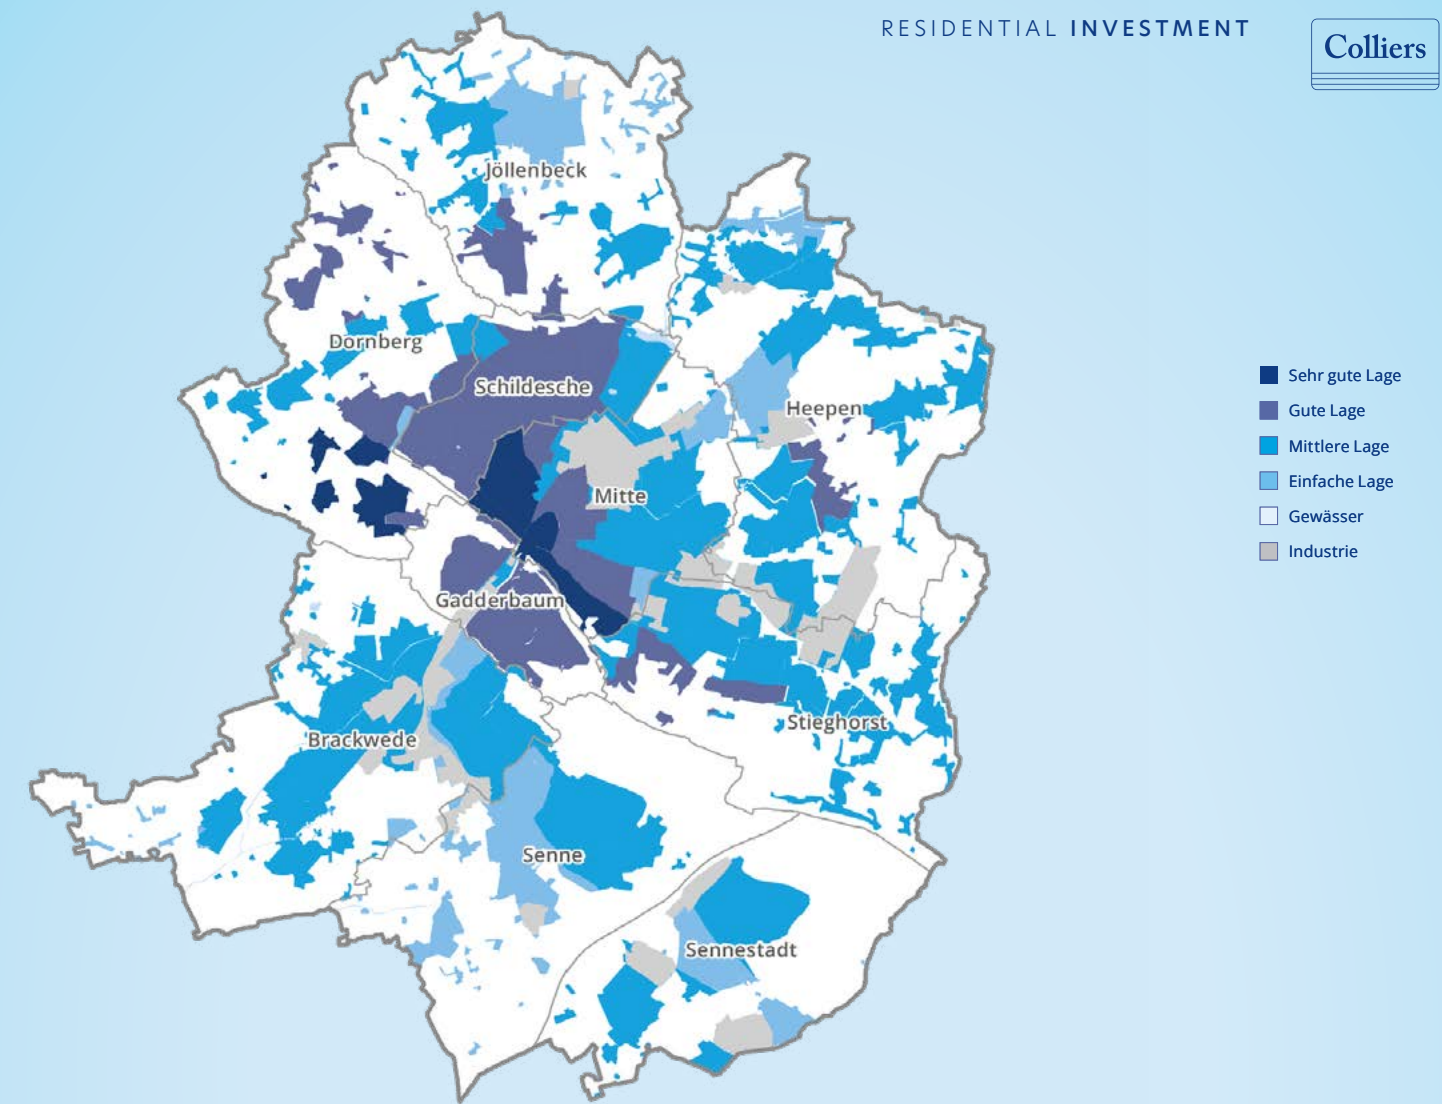 RESIDENTIAL INVESTMENT
Colliers
Jöllenbeck
Dornberg
Schildesche
Heepen
Mitte
Gadderbaum
Stieghorst
Brackwede
Senne
Sennestadt
Sehr gute Lage
Gute Lage
Mittlere Lage
Einfache Lage
Gewässer
Industrie